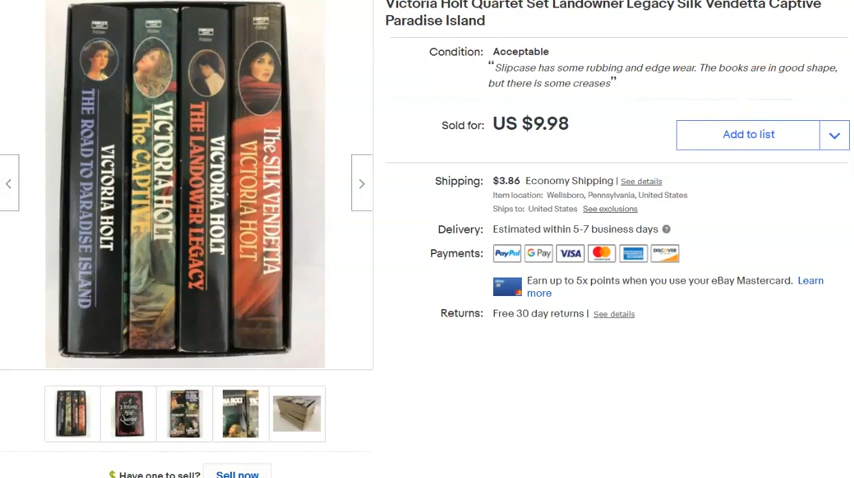 Victoria Holt Quartet Set Landowner Legacy Silk Vendetta Captive
Paradise Island
Condition: Acceptable
“Slipcase has some rubbing and edge wear. The books are in good shape,
but there is some creases”
Sold for: US $9.98
Add to list
Shipping: $3.86 Economy Shipping | See details
Item location: Wellsboro, Pennsylvania, United States
Ships to: United States See exclusions
Delivery: Estimated within 5-7 business days
Payments: PayPal G Pay VISA
Earn up to 5x points when you use your eBay Mastercard. Learn
more
Returns: Free 30 day returns | See details
THE ROAD TO PARADISE ISLAND
VICTORIA HOLT
Fiction
VICTORIA HOLT
The CAPTIVE
Fiction
THE LANDOWNER LEGACY
VICTORIA HOLT
The SILK VENDETTA
VICTORIA HOLT
Have one to sell? Sell now